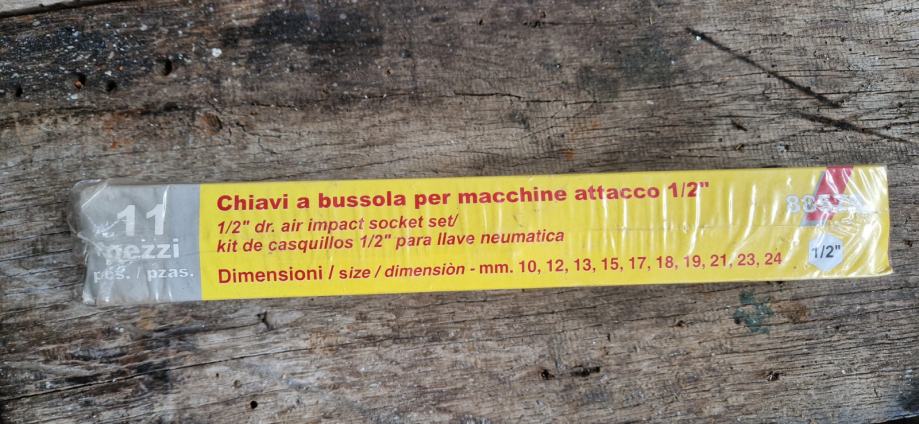 11
pezzi
pcs. / pzas.
Chiavi a bussola per macchine attacco 1/2"
1/2" dr. air impact socket set/
kit de casquillos 1/2" para llave neumatica
Dimensioni / size / dimensiòn - mm. 10, 12, 13, 15, 17, 18, 19, 21, 23, 24
1/2"